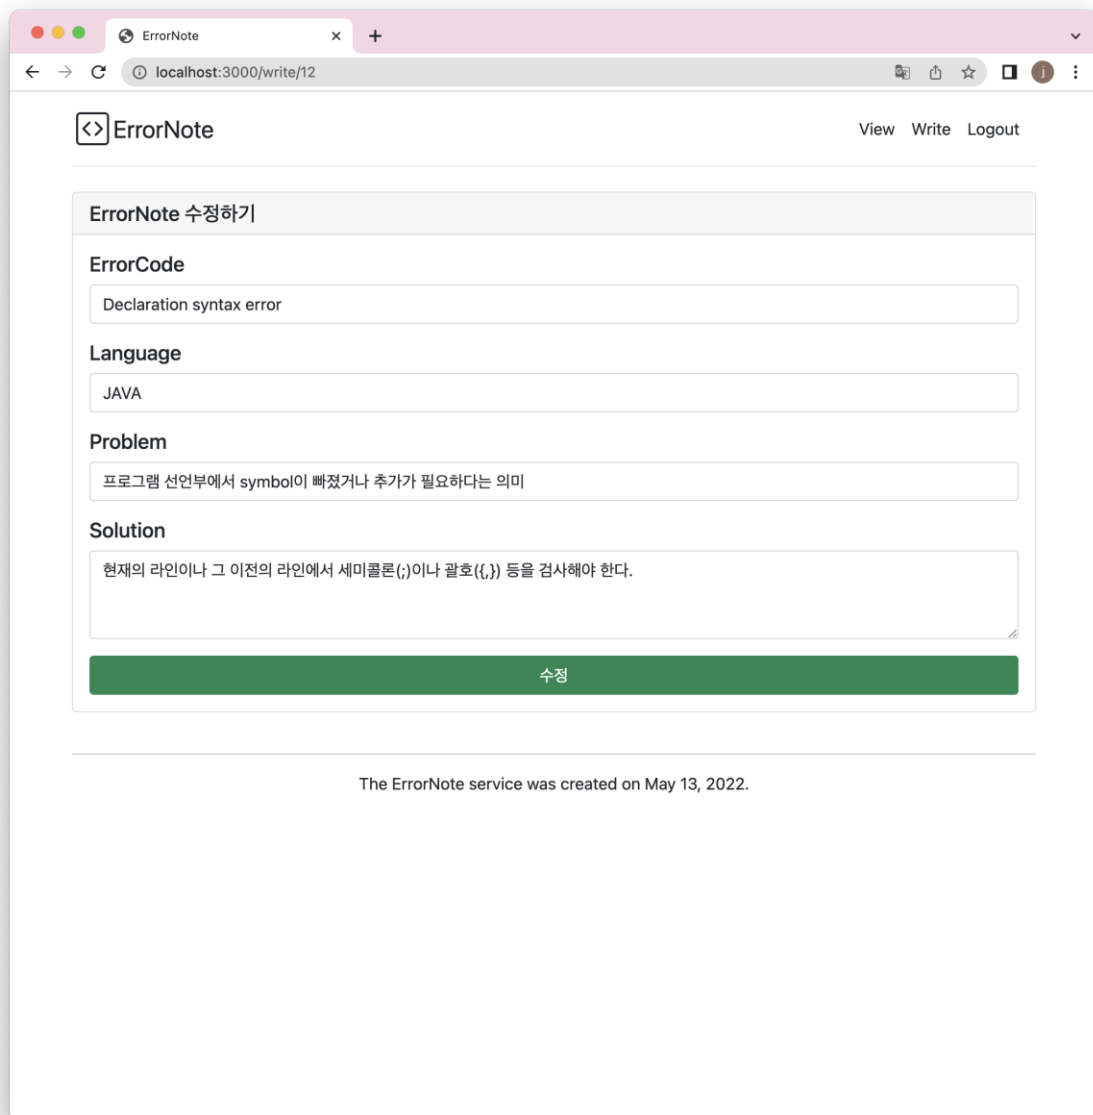 ErrorNote
localhost:3000/write/12
j
<> ErrorNote
View Write Logout
ErrorNote 수정하기
ErrorCode
Declaration syntax error
Language
JAVA
Problem
프로그램 선언부에서 symbol이 빠졌거나 추가가 필요하다는 의미
Solution
현재의 라인이나 그 이전의 라인에서 세미콜론(;)이나 괄호({,}) 등을 검사해야 한다.
수정
The ErrorNote service was created on May 13, 2022.